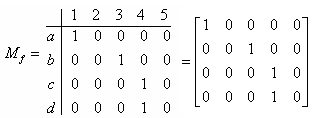 1 2 3 4 5
a 1 0 0 0 0
M_f = b 0 0 1 0 0
c 0 0 0 1 0
d 0 0 0 1 0
= [1 0 0 0 0
0 0 1 0 0
0 0 0 1 0
0 0 0 1 0]